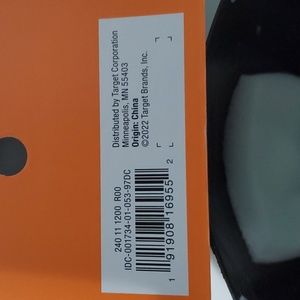 Distributed by Target Corporation
Minneapolis, MN 55403
Origin: China
©2022 Target Brands, Inc.
240 11 1200 R00
IDC-001734-01-053-97DC
1 91908 16955 2